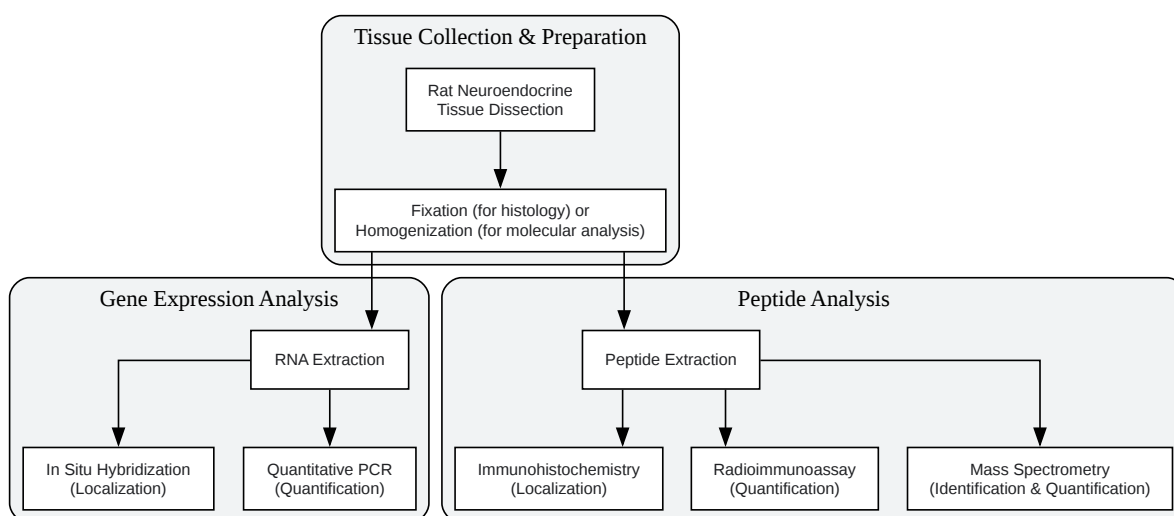 Tissue Collection & Preparation
Rat Neuroendocrine
Tissue Dissection
Fixation (for histology) or
Homogenization (for molecular analysis)
Gene Expression Analysis
RNA Extraction
In Situ Hybridization
(Localization)
Quantitative PCR
(Quantification)
Peptide Analysis
Peptide Extraction
Immunohistochemistry
(Localization)
Radioimmunoassay
(Quantification)
Mass Spectrometry
(Identification & Quantification)